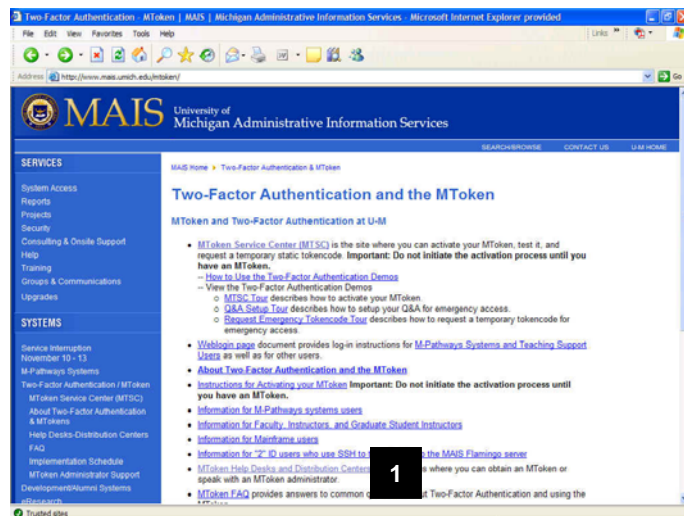 Two-Factor Authentication - MToken | MAIS | Michigan Administrative Information Services - Microsoft Internet Explorer provided
File Edit View Favorites Tools Help
Links
Address http://www.mais.umich.edu/mtoken/ Go
MAIS University of
Michigan Administrative Information Services
SEARCH/BROWSE CONTACT US U-M HOME
SERVICES
System Access
Reports
Projects
Security
Consulting & Onsite Support
Help
Training
Groups & Communications
Upgrades
SYSTEMS
Service Interruption
November 10 - 13
M-Pathways Systems
Two-Factor Authentication / MToken
MToken Service Center (MTSC)
About Two-Factor Authentication
& MTokens
Help Desks-Distribution Centers
FAQ
Implementation Schedule
MToken Administrator Support
Development/Alumni Systems
eResearch
MAIS Home Two-Factor Authentication & MToken
Two-Factor Authentication and the MToken
MToken and Two-Factor Authentication at U-M
MToken Service Center (MTSC) is the site where you can activate your MToken, test it, and
request a temporary static tokencode. Important: Do not initiate the activation process until you
have an MToken.
-- How to Use the Two-Factor Authentication Demos
-- View the Two-Factor Authentication Demos
MTSC Tour describes how to activate your MToken.
Q&A Setup Tour describes how to setup your Q&A for emergency access.
Request Emergency Tokencode Tour describes how to request a temporary tokencode for
emergency access.
Weblogin page document provides log-in instructions for M-Pathways Systems and Teaching Support
Users as well as for other users.
About Two-Factor Authentication and the MToken
Instructions for Activating your MToken Important: Do not initiate the activation process until
you have an MToken.
Information for M-Pathways systems users
Information for Faculty, Instructors, and Graduate Student Instructors
Information for Mainframe users
Information for "2" ID users who use SSH to the MAIS Flamingo server
MToken Help Desks and Distribution Centers where you can obtain an MToken or
speak with an MToken administrator.
MToken FAQ provides answers to common Two-Factor Authentication and using the
MToken.
1
Trusted sites